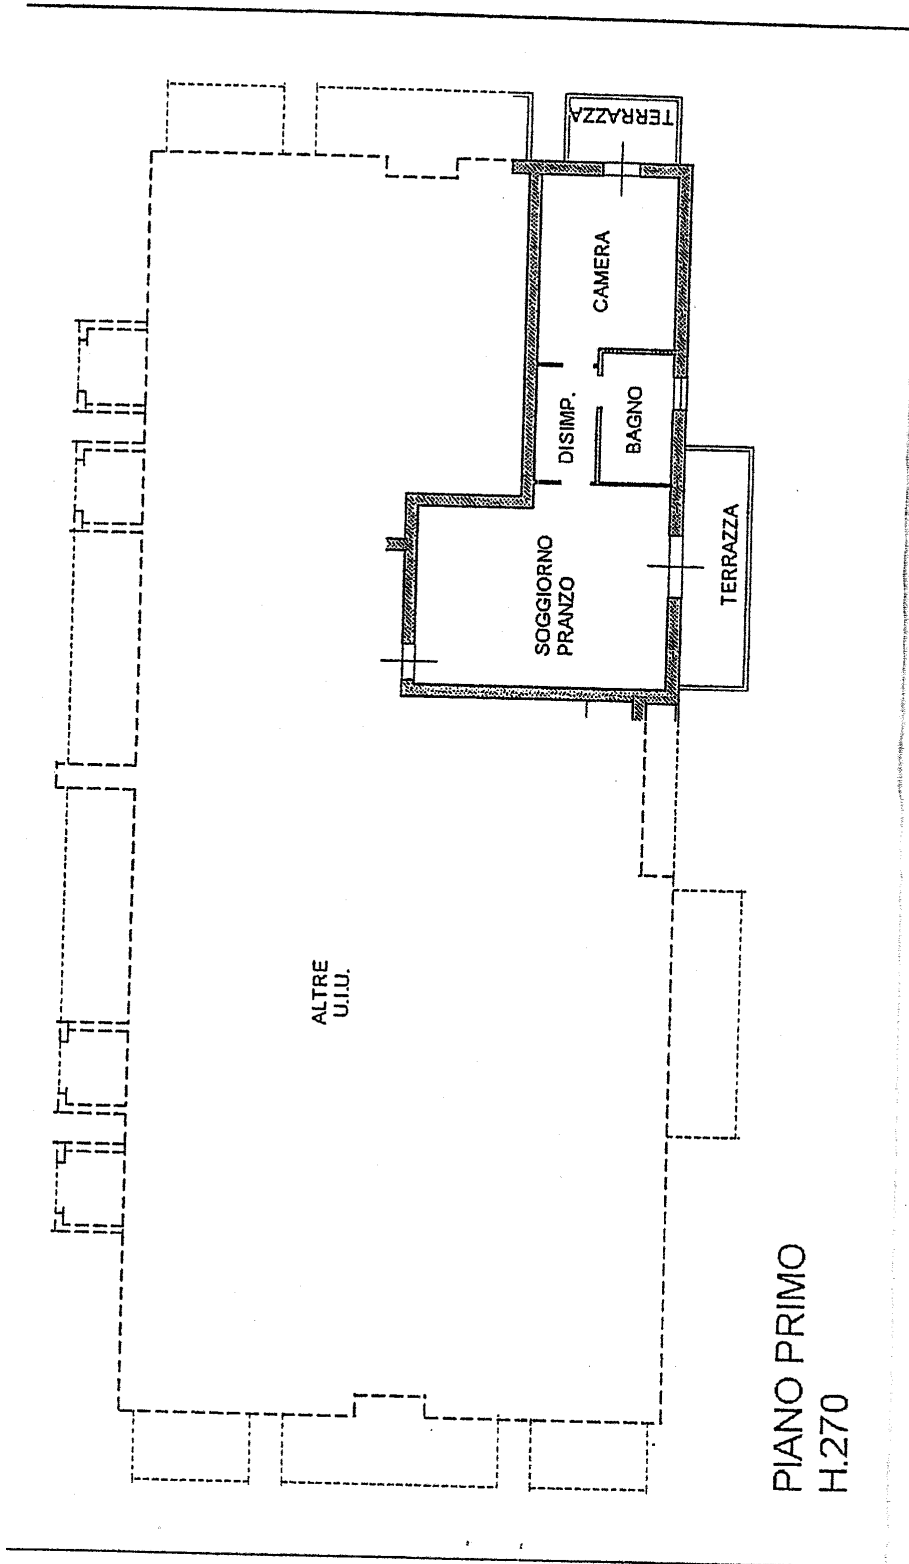 TERRAZZA
CAMERA
DISIMP.
BAGNO
SOGGIORNO
PRANZO
TERRAZZA
ALTRE
U.I.U.
PIANO PRIMO
H.270